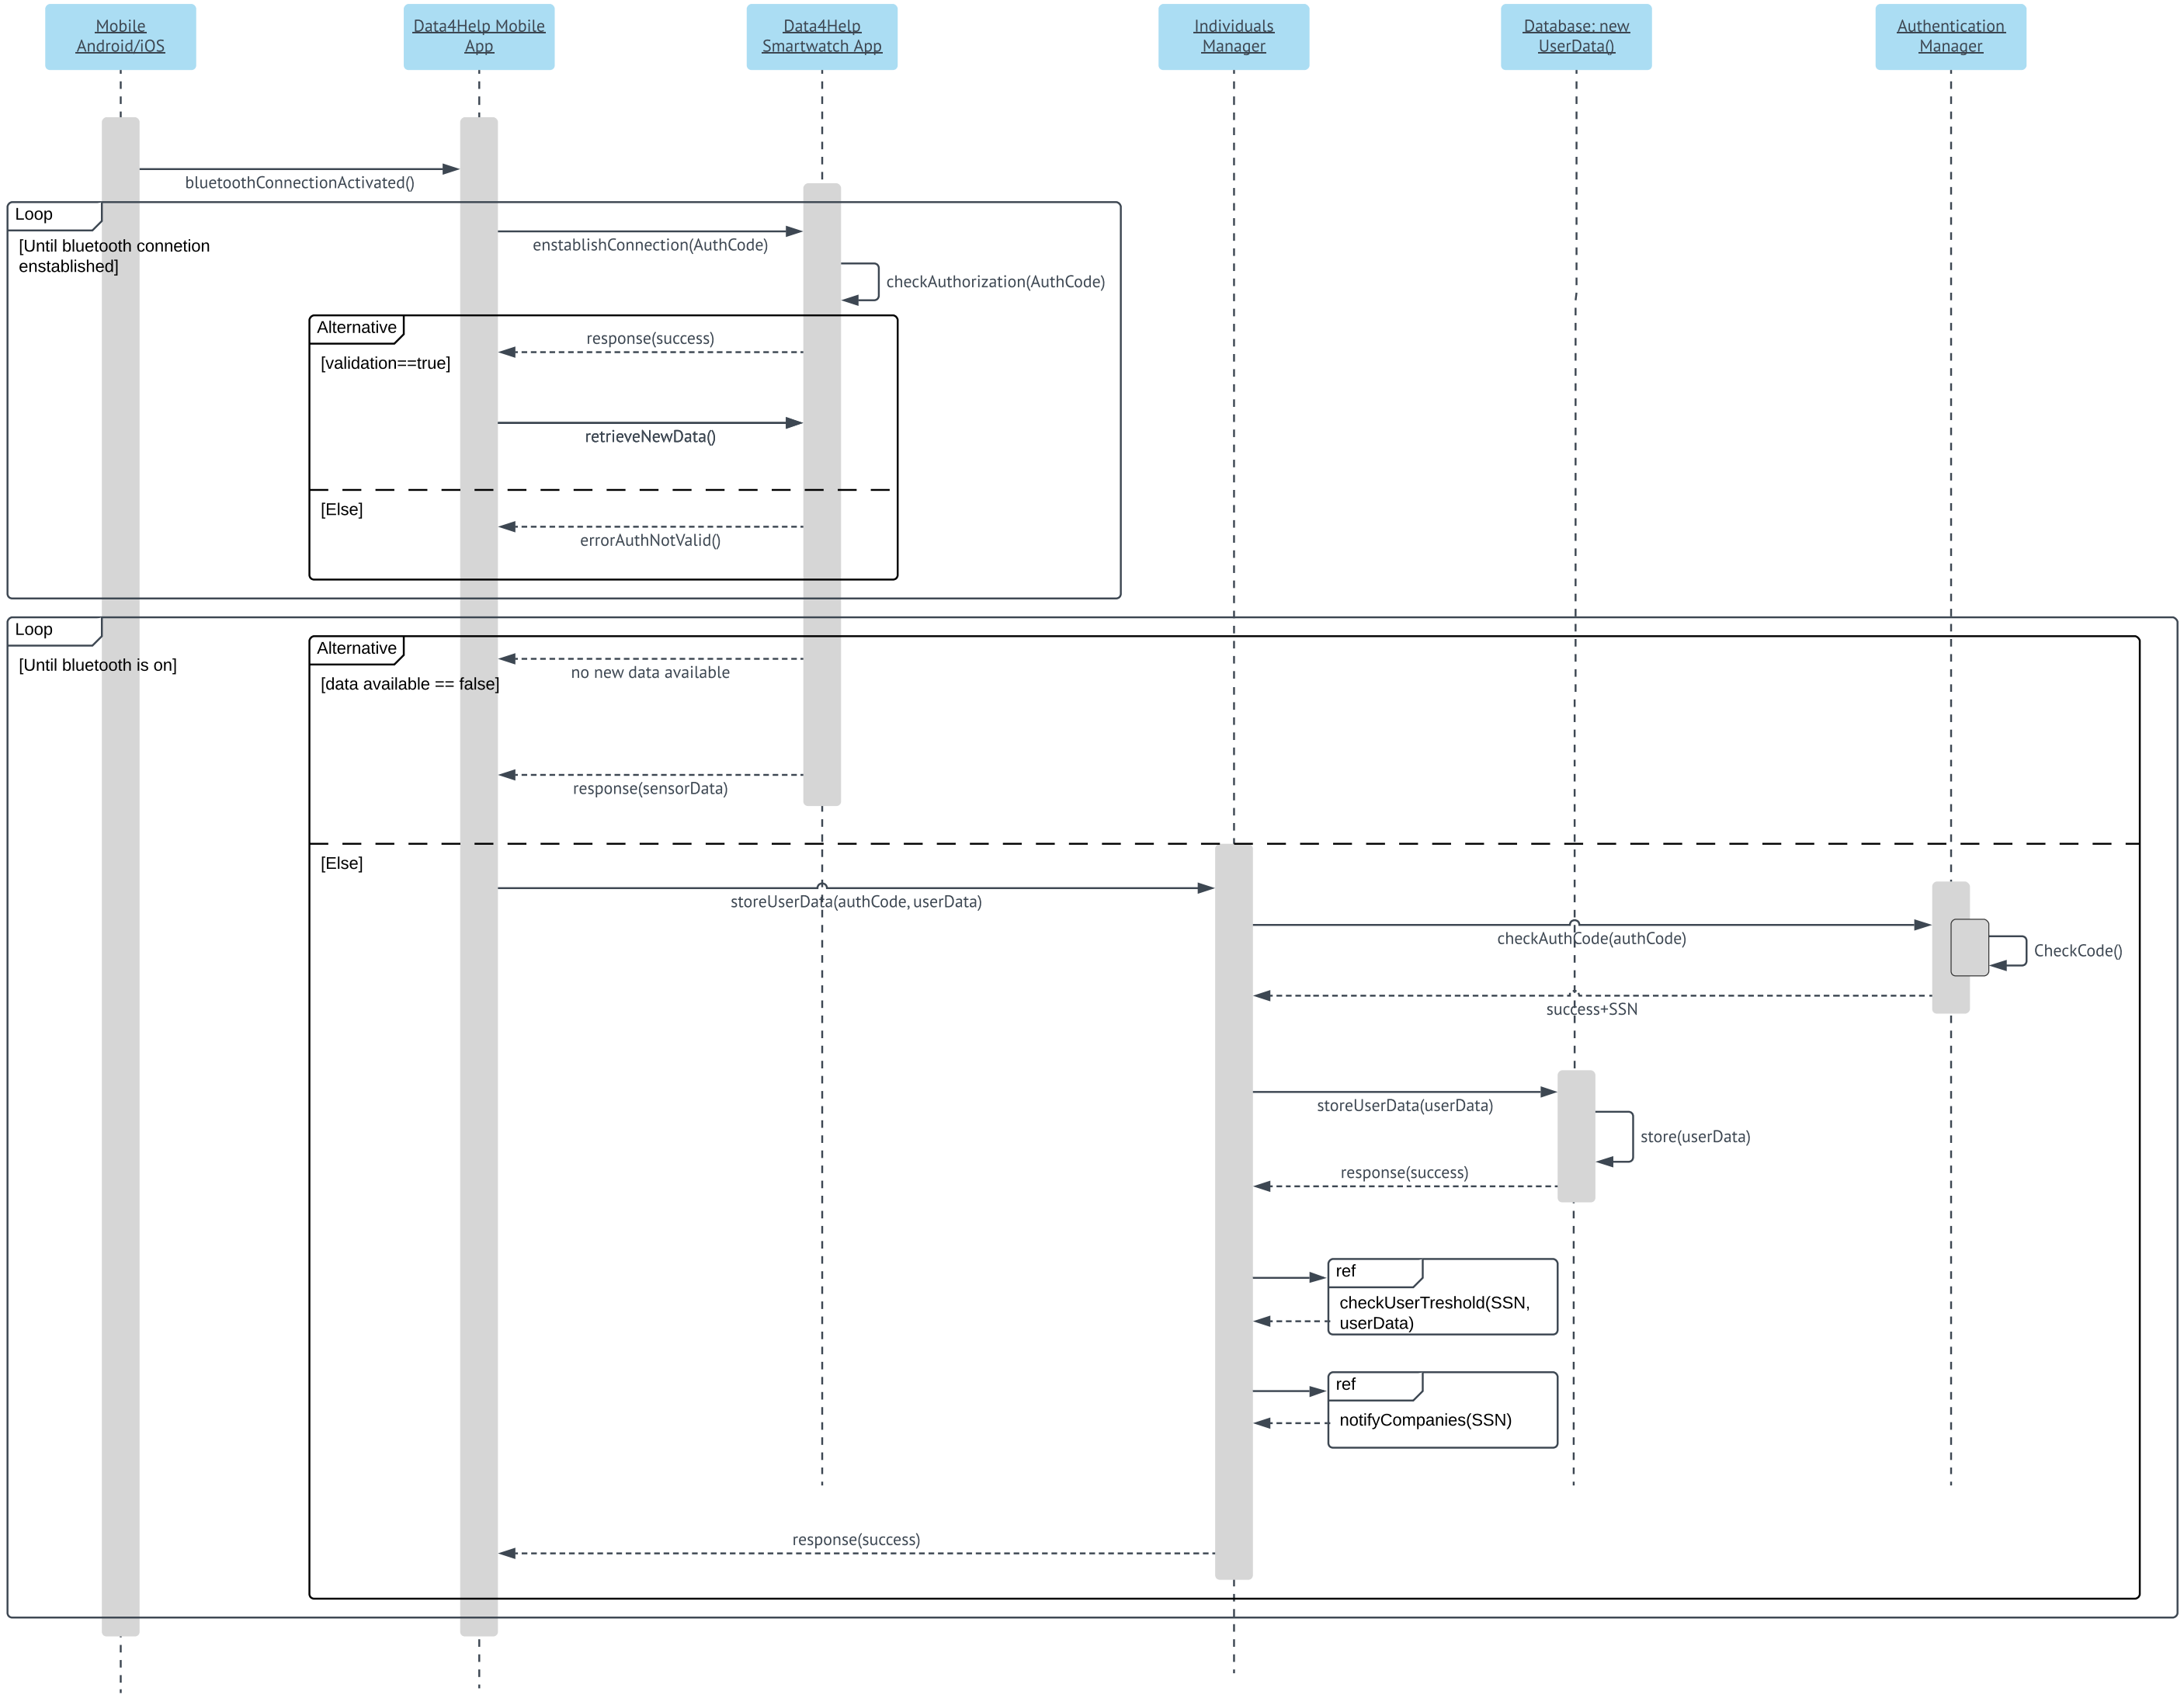 Mobile
Android/iOS
Data4Help Mobile
App
Data4Help
Smartwatch App
Individuals
Manager
Database: new
UserData()
Authentication
Manager
bluetoothConnectionActivated()
Loop
[Until bluetooth connetion
enstablished]
enstablishConnection(AuthCode)
checkAuthorization(AuthCode)
Alternative
response(success)
[validation==true]
retrieveNewData()
[Else]
errorAuthNotValid()
Loop
[Until bluetooth is on]
Alternative
no new data available
[data available == false]
response(sensorData)
[Else]
storeUserData(authCode, userData)
checkAuthCode(authCode)
CheckCode()
success+SSN
storeUserData(userData)
store(userData)
response(success)
ref
checkUserTreshold(SSN,
userData)
ref
notifyCompanies(SSN)
response(success)